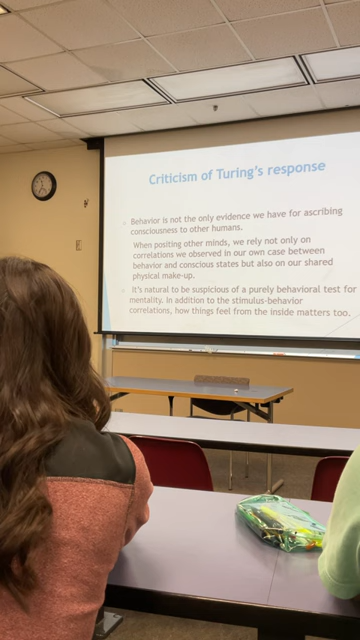 Criticism of Turing's response
Behavior is not the only evidence we have for ascribing
consciousness to other humans.
When positing other minds, we rely not only on
correlations we observed in our own case between
behavior and conscious states but also on our shared
physical make-up.
It's natural to be suspicious of a purely behavioral test for
mentality. In addition to the stimulus-behavior
correlations, how things feel from the inside matters too.